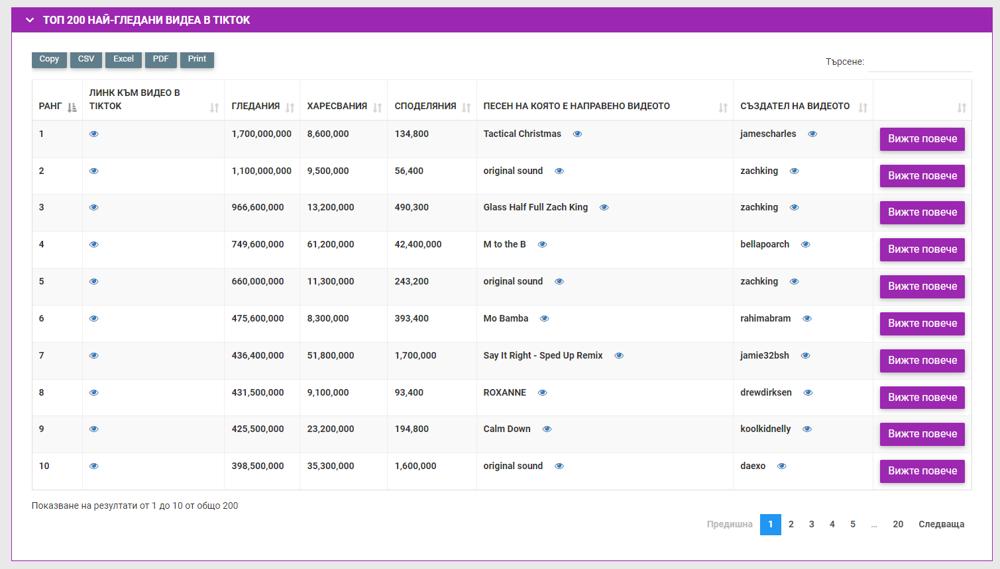 ТОП 200 НАЙ-ГЛЕДАНИ ВИДЕА В TIKTOK
Copy CSV Excel PDF Print
Търсене:
РАНГ ЛИНК КЪМ ВИДЕО В TIKTOK ГЛЕДАНИЯ ХАРЕСВАНИЯ СПОДЕЛЯНИЯ ПЕСЕН НА КОЯТО Е НАПРАВЕНО ВИДЕОТО СЪЗДАТЕЛ НА ВИДЕОТО
1 1,700,000,000 8,600,000 134,800 Tactical Christmas jamescharles Вижте повече
2 1,100,000,000 9,500,000 56,400 original sound zachking Вижте повече
3 966,600,000 13,200,000 490,300 Glass Half Full Zach King zachking Вижте повече
4 749,600,000 61,200,000 42,400,000 M to the B bellapoarch Вижте повече
5 660,000,000 11,300,000 243,200 original sound zachking Вижте повече
6 475,600,000 8,300,000 393,400 Mo Bamba rahimabram Вижте повече
7 436,400,000 51,800,000 1,700,000 Say It Right - Sped Up Remix jamie32bsh Вижте повече
8 431,500,000 9,100,000 93,400 ROXANNE drewdirksen Вижте повече
9 425,500,000 23,200,000 194,800 Calm Down koolkidnelly Вижте повече
10 398,500,000 35,300,000 1,600,000 original sound daexo Вижте повече
Показване на резултати от 1 до 10 от общо 200
Предишна 1 2 3 4 5 … 20 Следваща